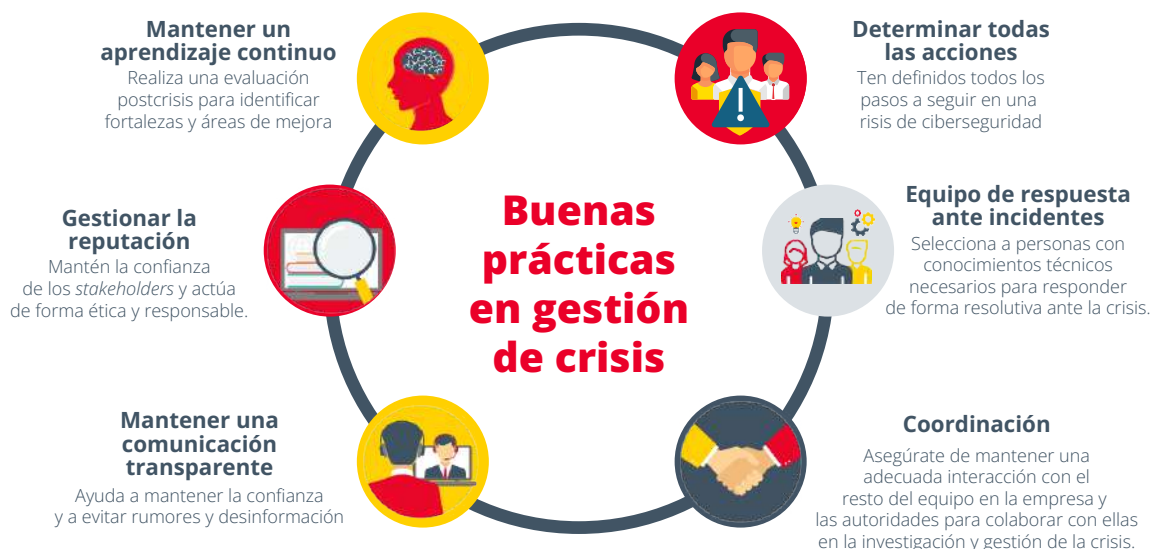 Buenas
prácticas
en gestión
de crisis
Determinar todas
las acciones
Ten definidos todos los
pasos a seguir en una
risis de ciberseguridad
Equipo de respuesta
ante incidentes
Selecciona a personas con
conocimientos técnicos
necesarios para responder
de forma resolutiva ante la crisis.
Coordinación
Asegúrate de mantener una
adecuada interacción con el
resto del equipo en la empresa y
las autoridades para colaborar con ellas
en la investigación y gestión de la crisis.
Mantener una
comunicación
transparente
Ayuda a mantener la confianza
y a evitar rumores y desinformación
Gestionar la
reputación
Mantén la confianza
de los stakeholders y actúa
de forma ética y responsable.
Mantener un
aprendizaje continuo
Realiza una evaluación
postcrisis para identificar
fortalezas y áreas de mejora